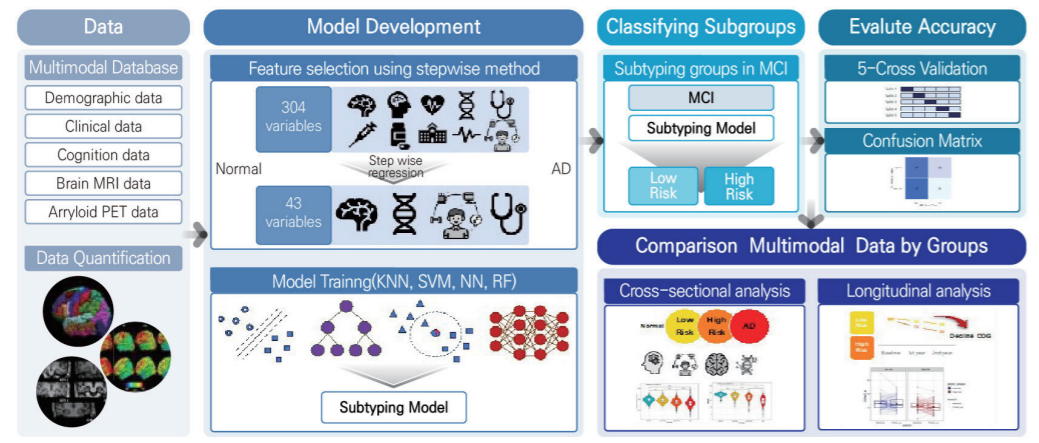 Data
Multimodal Database
Demographic data
Clinical data
Cognition data
Brain MRI data
Arryloid PET data
Data Quantification
Model Development
Feature selection using stepwise method
304
variables
Normal
Step wise
regression
AD
43
variables
Model Trainng(KNN, SVM, NN, RF)
Subtyping Model
Classifying Subgroups
Subtyping groups in MCI
MCI
Subtyping Model
Low
Risk
High
Risk
Evalute Accuracy
5-Cross Validation
Confusion Matrix
Comparison Multimodal Data by Groups
Cross-sectional analysis
Normal
Low
Risk
High
Risk
AD
Longitudinal analysis
Low
Risk
High
Risk
Decline COG
Baseline
1st year
2nd year